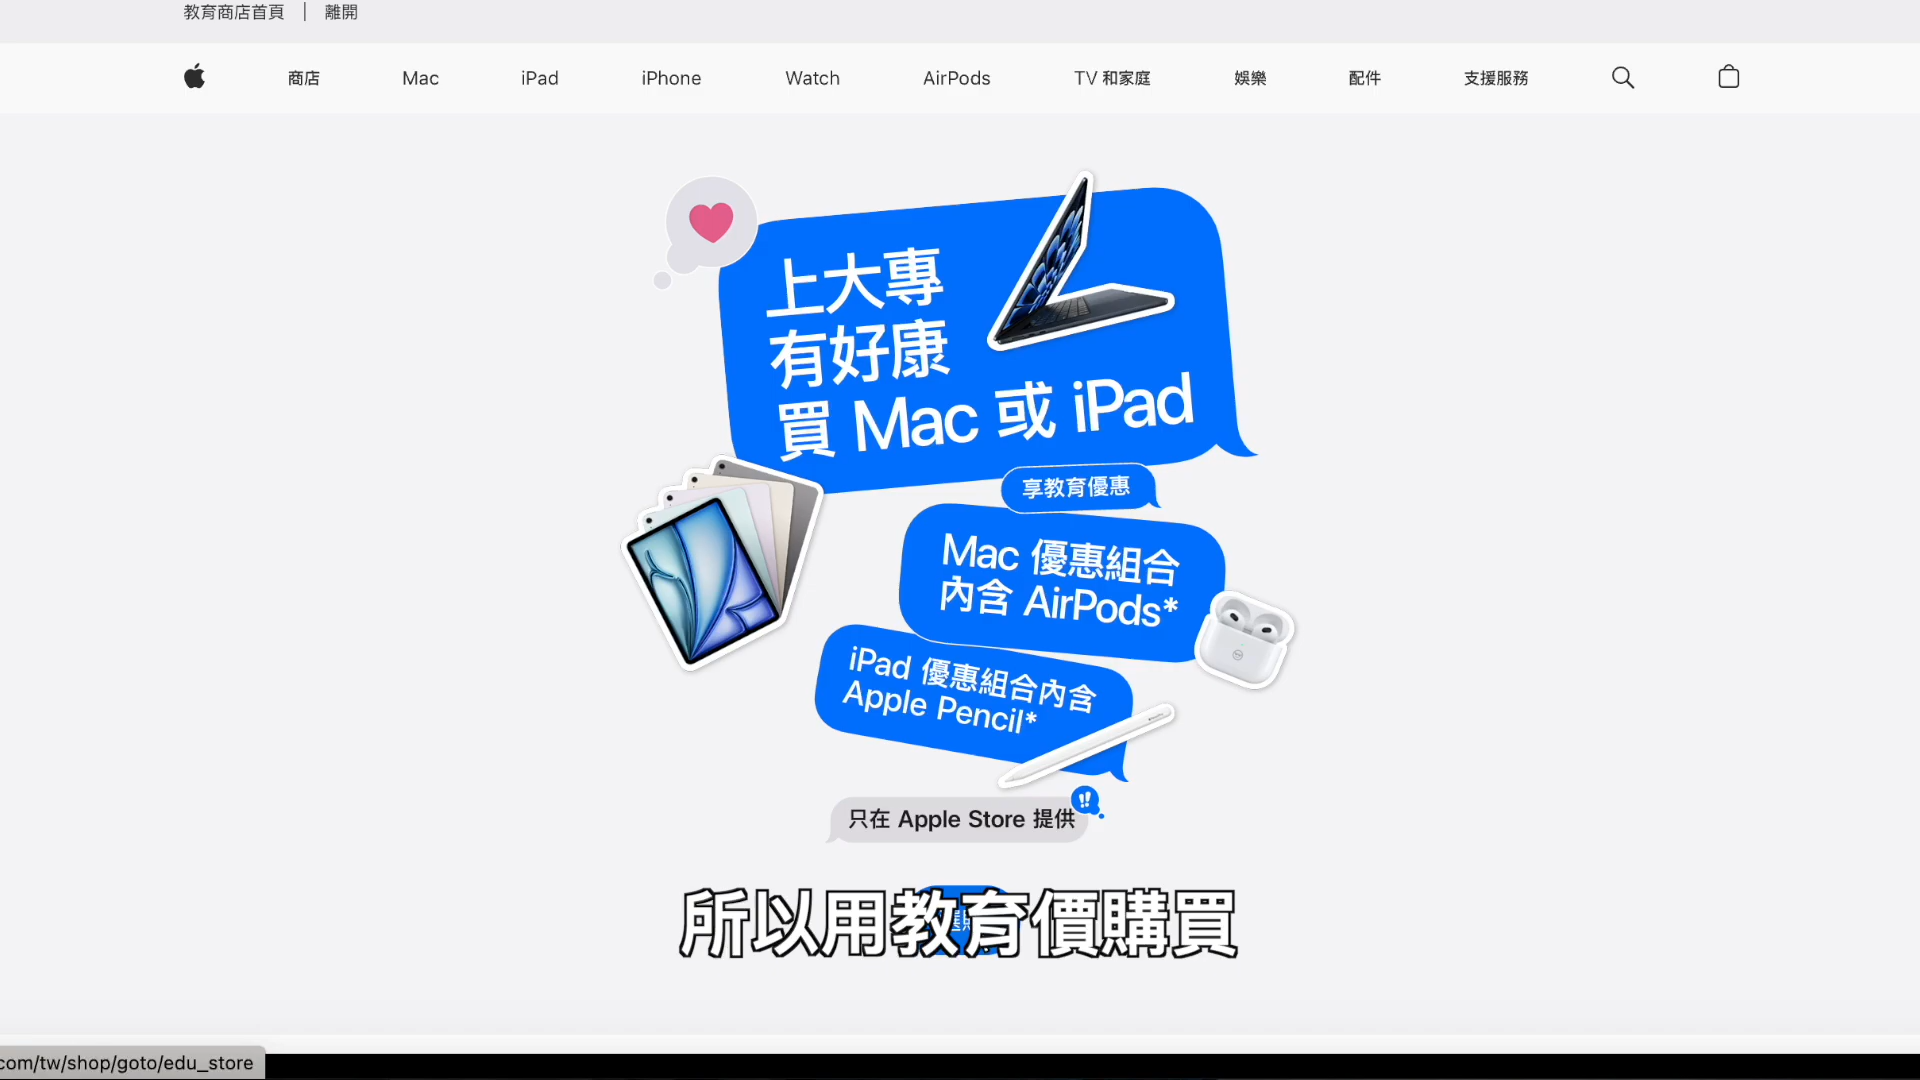 教育商店首頁 | 離開
商店 Mac iPad iPhone Watch AirPods TV 和家庭 娛樂 配件 支援服務
上大專
有好康
買 Mac 或 iPad
享教育優惠
Mac 優惠組合
內含 AirPods*
iPad 優惠組合內含
Apple Pencil*
只在 Apple Store 提供
所以用教育價購買
com/tw/shop/goto/edu_store